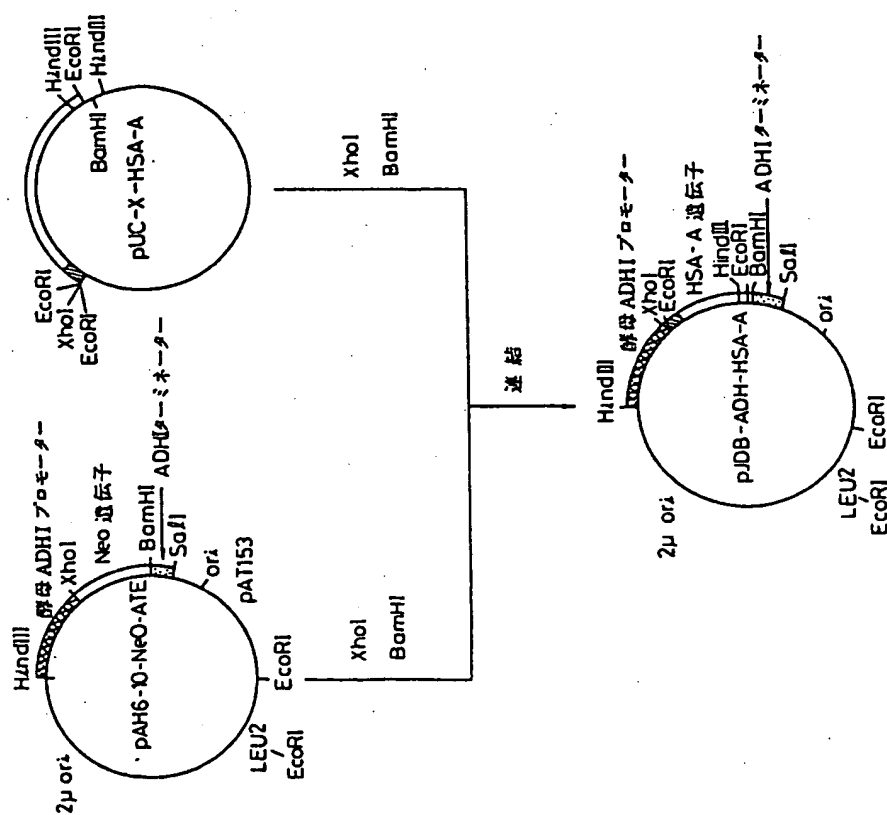 HindIII
酵母 ADHI プロモーター
XhoI
Neo 遺伝子
BamHI
ADHIターミネーター
SalI
ori
pAT153
EcoRI
LEU2
EcoRI
2μ ori
pAH6-10-NeO-ATE
EcoRI
XhoI
EcoRI
HindIII
EcoRI
BamHI
HindIII
pUC-X-HSA-A
XhoI
BamHI
XhoI
BamHI
連結
HindIII
酵母 ADHI プロモーター
XhoI
EcoRI
HSA-A 遺伝子
HindIII
EcoRI
BamHI
ADHIターミネーター
SalI
ori
EcoRI
LEU2
EcoRI
2μ ori
pJDB-ADH-HSA-A